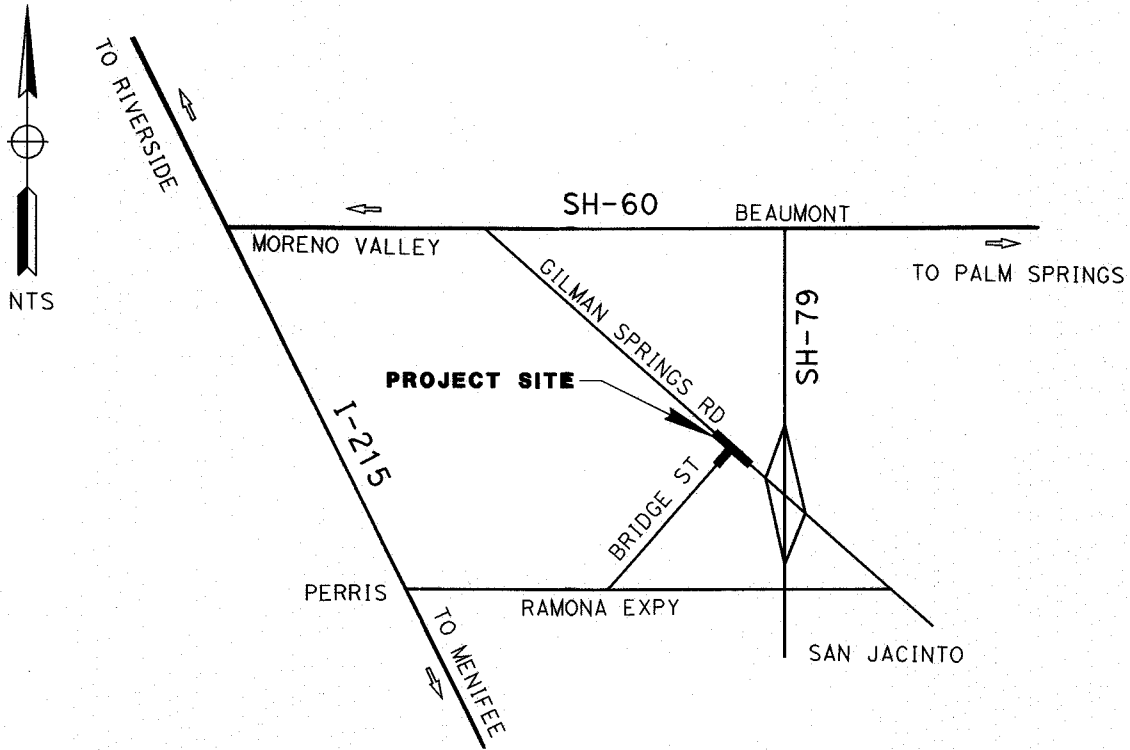 TO RIVERSIDE
NTS
SH-60
BEAUMONT
MORENO VALLEY
TO PALM SPRINGS
GILMAN SPRINGS RD
SH-79
PROJECT SITE
I-215
BRIDGE ST
PERRIS
RAMONA EXPY
TO MENIFEE
SAN JACINTO